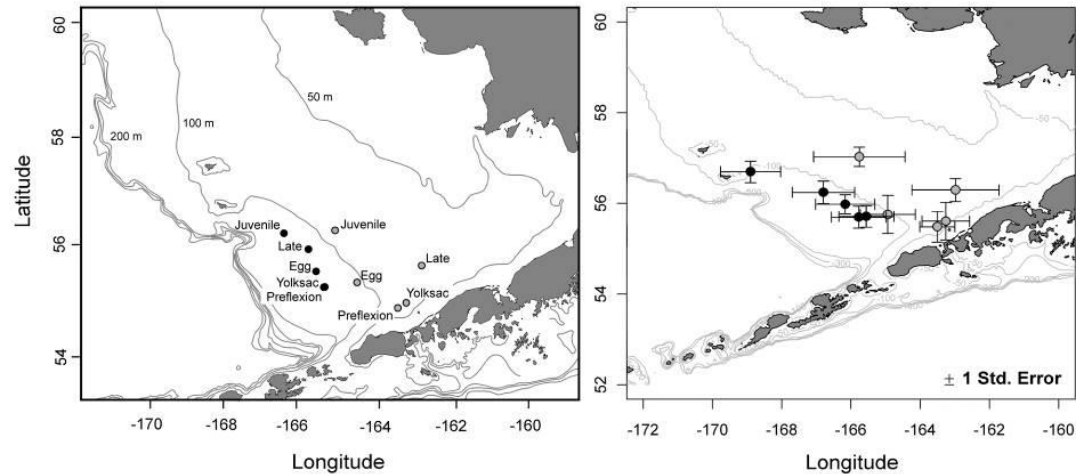 60
58
56
54
Latitude
200 m
100 m
50 m
Juvenile
Late
Egg
Yolksac
Preflexion
Juvenile
Late
Egg
Yolksac
Preflexion
-170
-168
-166
-164
-162
-160
Longitude
60
58
56
54
52
-50
-100
± 1 Std. Error
-172
-170
-168
-166
-164
-162
-160
Longitude